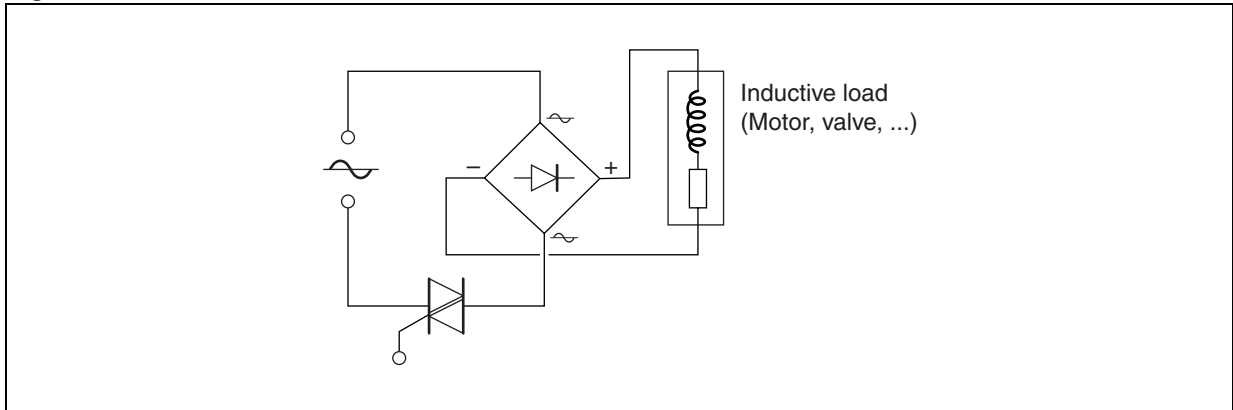 Inductive load
(Motor, valve, ...)
− +